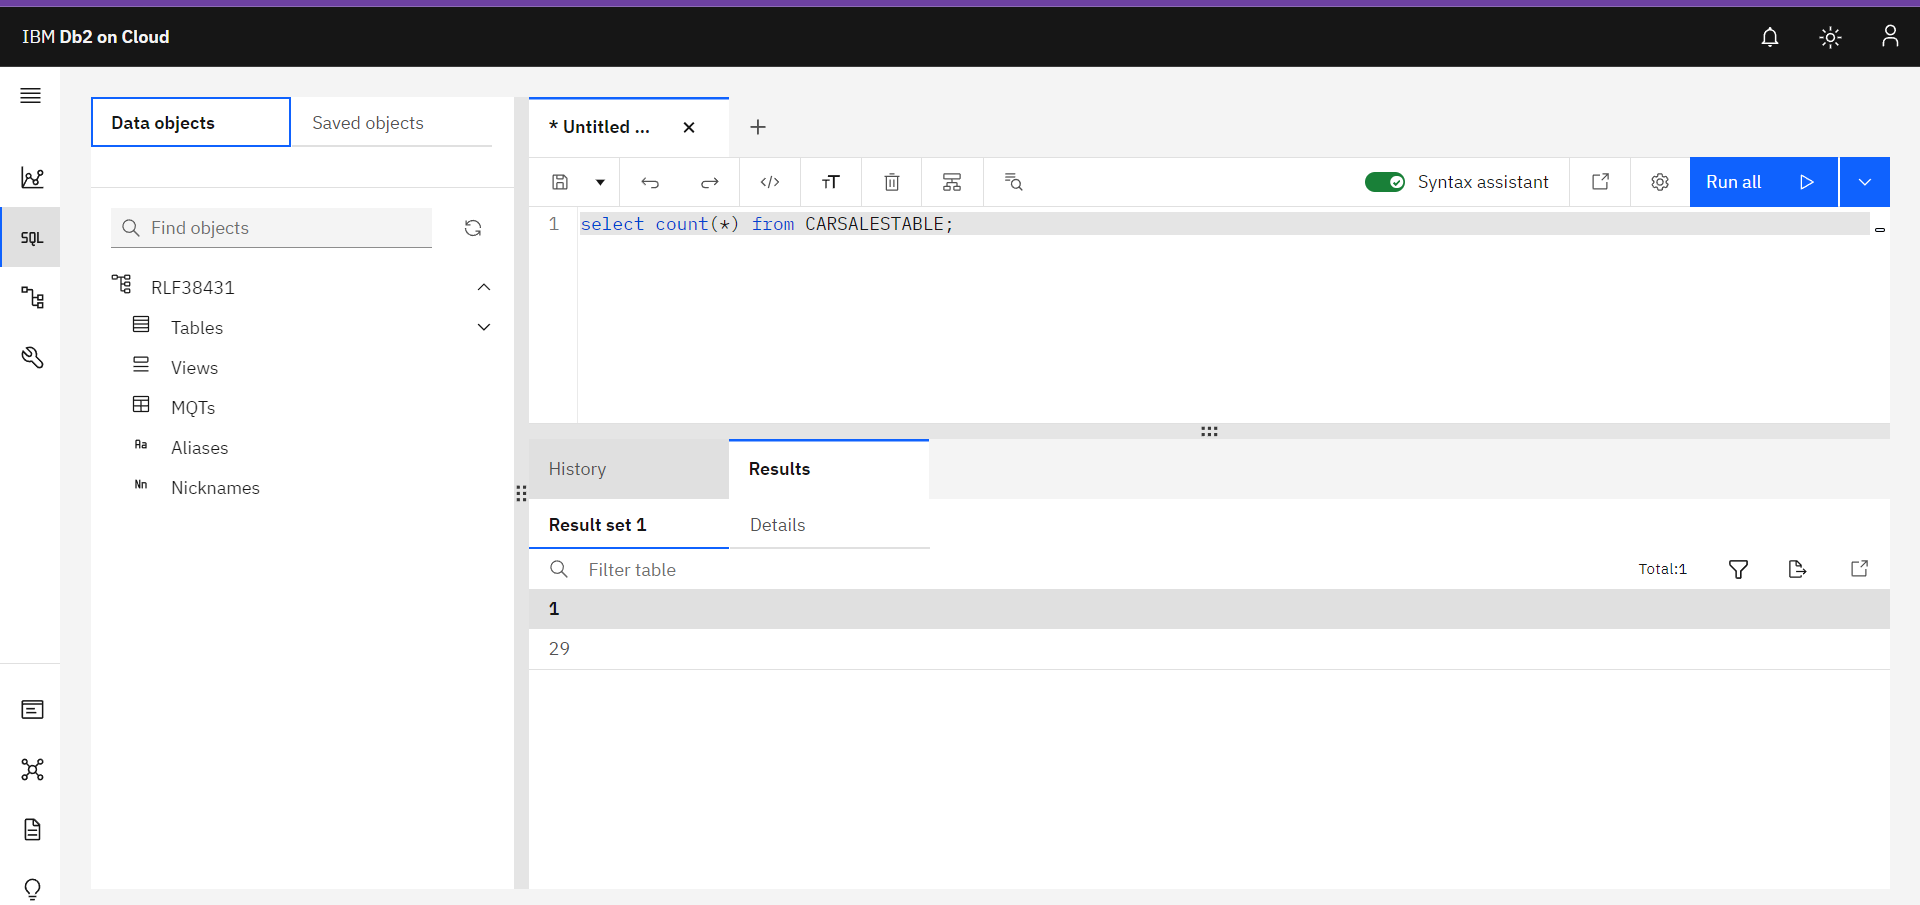 IBM Db2 on Cloud
Data objects
Saved objects
* Untitled ...
SQL
Find objects
Syntax assistant
Run all
1 select count(*) from CARSALESTABLE;
RLF38431
Tables
Views
MQTs
Aa Aliases
Nn Nicknames
History
Results
Result set 1
Details
Filter table
Total:1
1
29